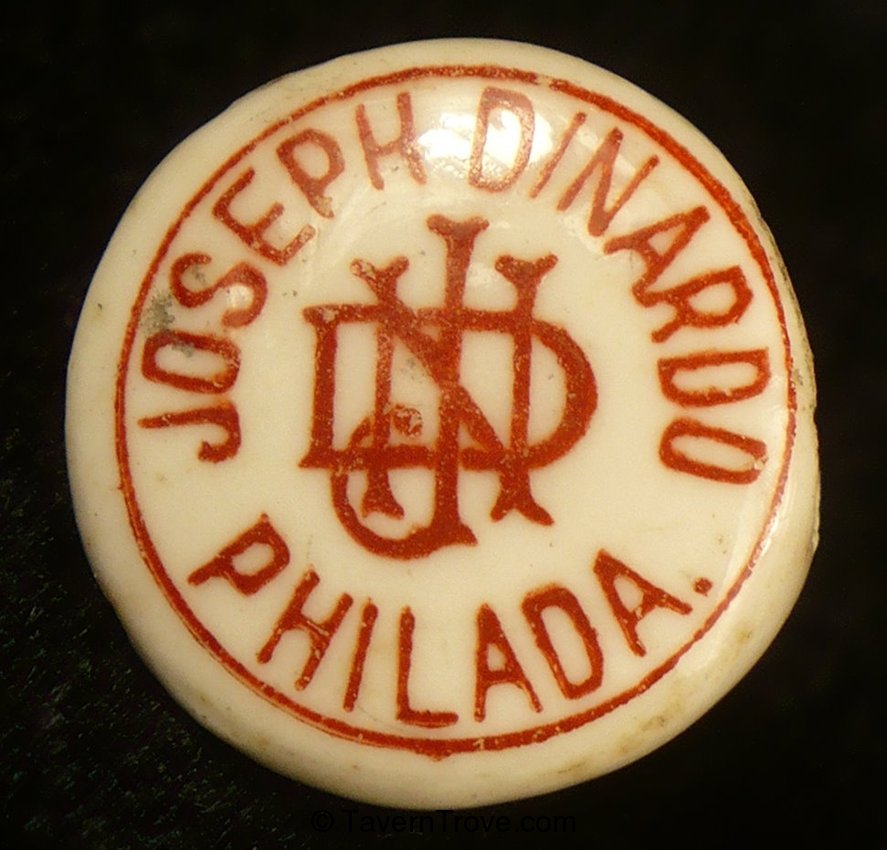 JOSEPH DINARDO
JDN
PHILADA.
© TavernTrove.com